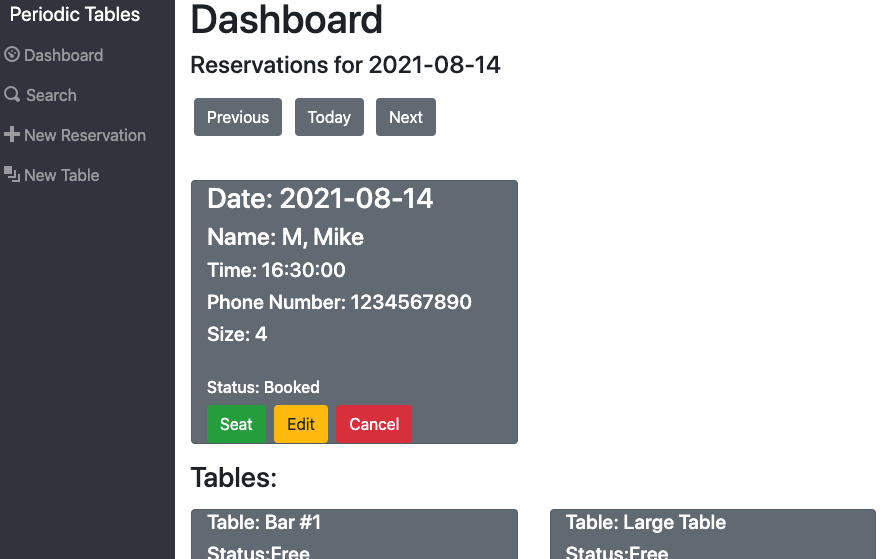 Periodic Tables
Dashboard
Search
New Reservation
New Table
Dashboard
Reservations for 2021-08-14
Previous Today Next
Date: 2021-08-14
Name: M, Mike
Time: 16:30:00
Phone Number: 1234567890
Size: 4
Status: Booked
Seat Edit Cancel
Tables:
Table: Bar #1
Status:Free
Table: Large Table
Status:Free